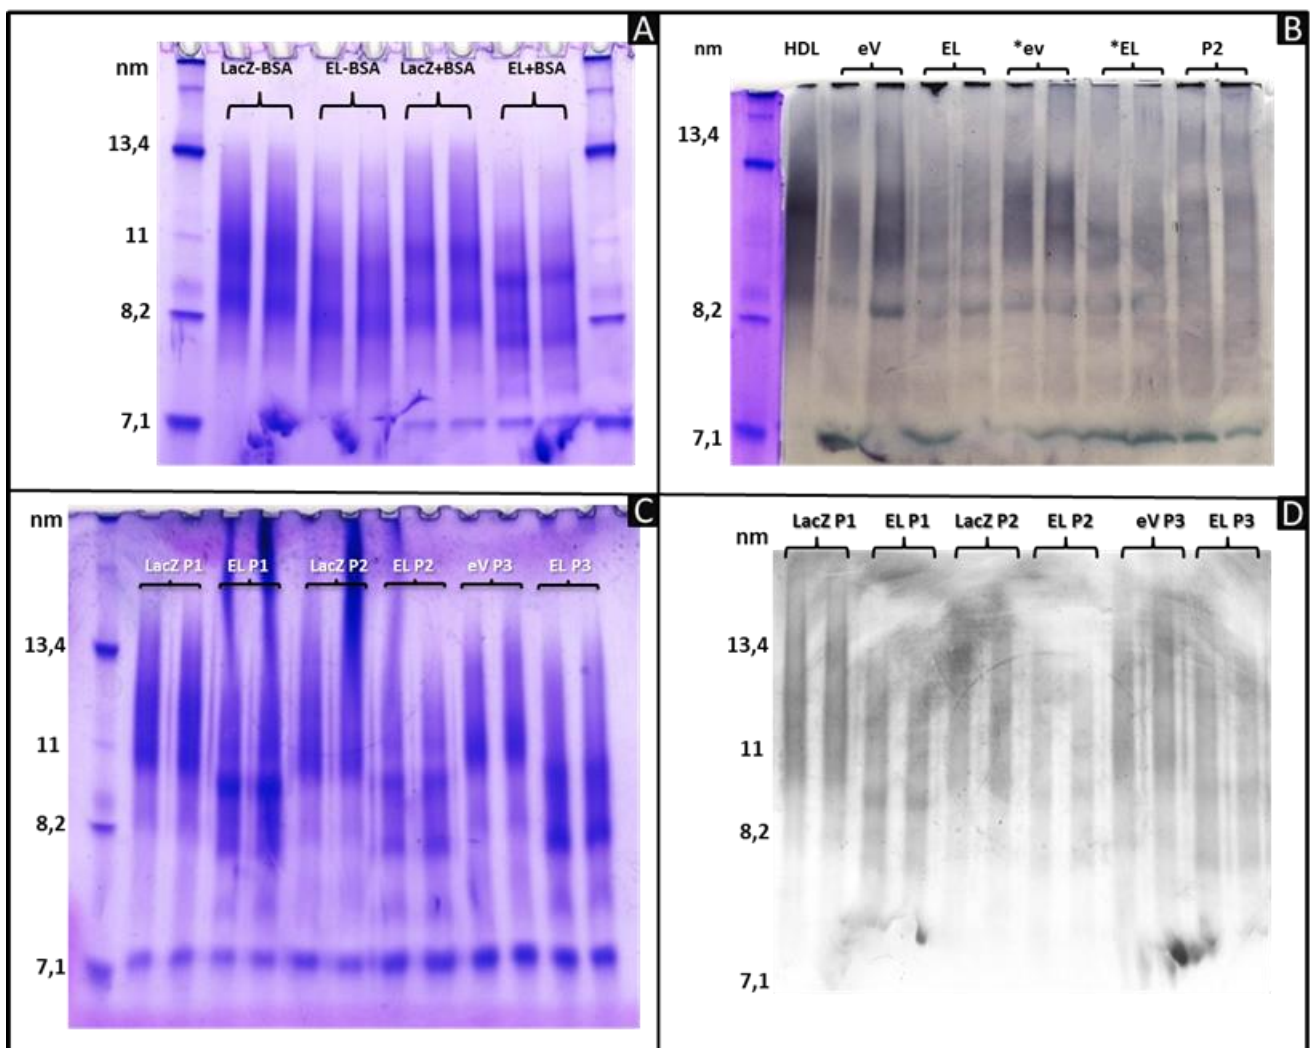 A
nm LacZ-BSA EL-BSA LacZ+BSA EL+BSA
13,4
11
8,2
7,1
B
nm HDL eV EL *ev *EL P2
13,4
8,2
7,1
C
nm
LacZ P1 EL P1 LacZ P2 EL P2 eV P3 EL P3
13,4
11
8,2
7,1
D
LacZ P1 EL P1 LacZ P2 EL P2 eV P3 EL P3
nm
13,4
11
8,2
7,1